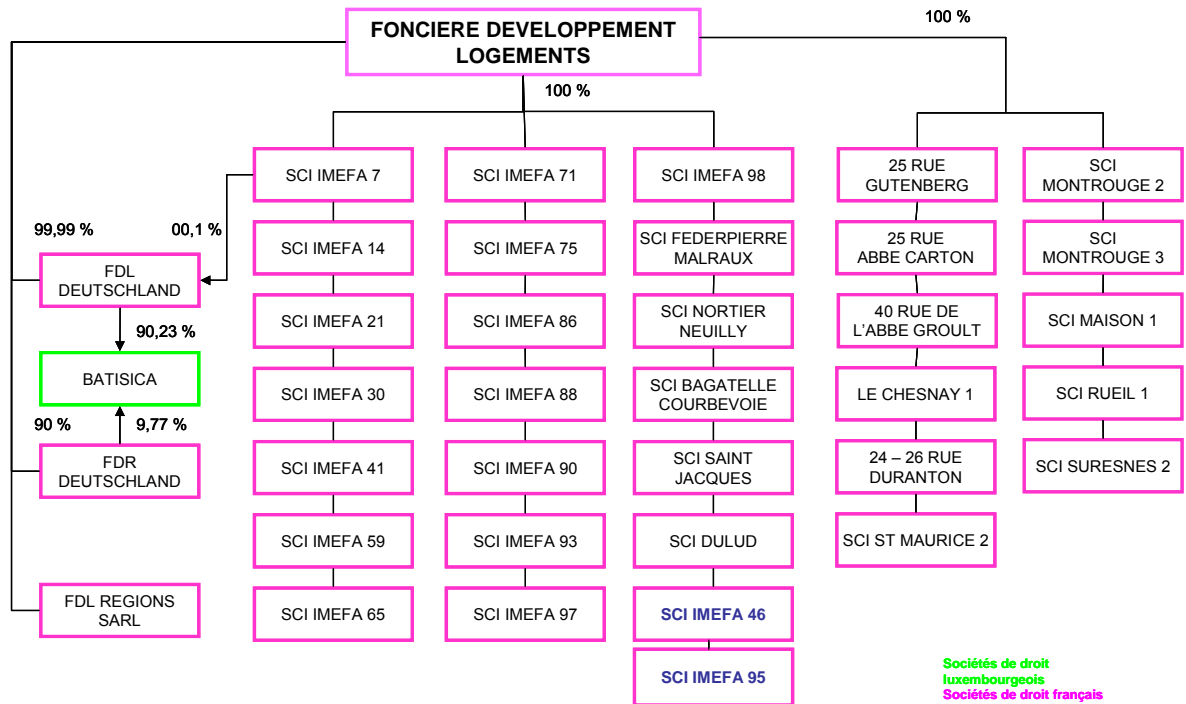 FONCIERE DEVELOPPEMENT
LOGEMENTS
100 %
100 %
99,99 %
00,1 %
FDL
DEUTSCHLAND
90,23 %
BATISICA
90 %
9,77 %
FDR
DEUTSCHLAND
FDL REGIONS
SARL
SCI IMEFA 7
SCI IMEFA 14
SCI IMEFA 21
SCI IMEFA 30
SCI IMEFA 41
SCI IMEFA 59
SCI IMEFA 65
SCI IMEFA 71
SCI IMEFA 75
SCI IMEFA 86
SCI IMEFA 88
SCI IMEFA 90
SCI IMEFA 93
SCI IMEFA 97
SCI IMEFA 98
SCI FEDERPIERRE
MALRAUX
SCI NORTIER
NEUILLY
SCI BAGATELLE
COURBEVOIE
SCI SAINT
JACQUES
SCI DULUD
SCI IMEFA 46
SCI IMEFA 95
25 RUE
GUTENBERG
25 RUE
ABBE CARTON
40 RUE DE
L'ABBE GROULT
LE CHESNAY 1
24 – 26 RUE
DURANTON
SCI ST MAURICE 2
SCI
MONTROUGE 2
SCI
MONTROUGE 3
SCI MAISON 1
SCI RUEIL 1
SCI SURESNES 2
Sociétés de droit
luxembourgeois
Sociétés de droit français